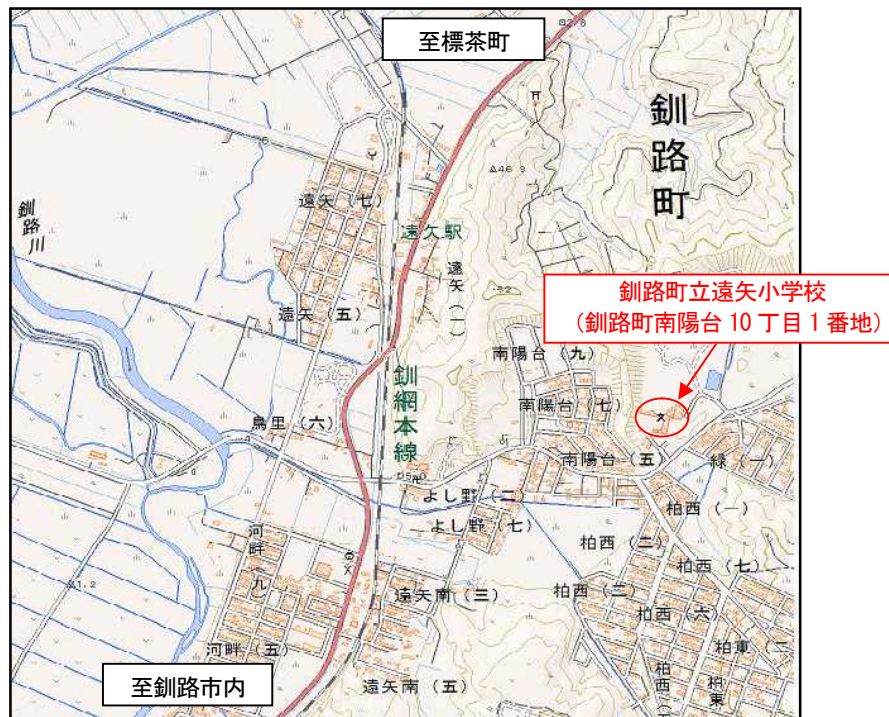 至標茶町
釧路町
釧路川
遠矢(七)
遠矢駅
遠矢(一)
遠矢(五)
釧路町立遠矢小学校
(釧路町南陽台10丁目1番地)
南陽台(九)
釧網本線
南陽台(七)
鳥里(六)
南陽台(五)
緑(一)
よし野(二)
よし野(七)
柏西(一)
柏西(二)
河畔(九)
柏西(七)
遠矢南(三)
柏西(三)
柏西(六)
柏東(二)
河畔(五)
至釧路市内
遠矢南(五)
柏西
柏東